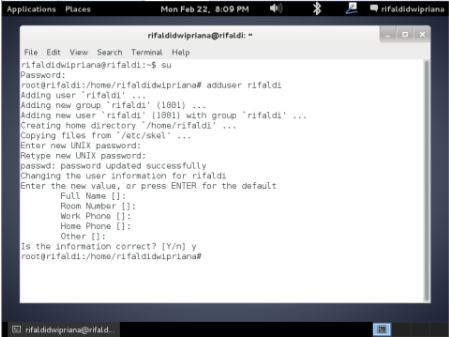 Applications Places Mon Feb 22, 8:09 PM rifaldidwipriana
rifaldidwipriana@rifaldi: ~
File Edit View Search Terminal Help
rifaldidwipriana@rifaldi:~$ su
Password:
root@rifaldi:/home/rifaldidwipriana# adduser rifaldi
Adding user `rifaldi' ...
Adding new group `rifaldi' (1001) ...
Adding new user `rifaldi' (1001) with group `rifaldi' ...
Creating home directory `/home/rifaldi' ...
Copying files from `/etc/skel' ...
Enter new UNIX password:
Retype new UNIX password:
passwd: password updated successfully
Changing the user information for rifaldi
Enter the new value, or press ENTER for the default
Full Name []:
Room Number []:
Work Phone []:
Home Phone []:
Other []:
Is the information correct? [Y/n] y
root@rifaldi:/home/rifaldidwipriana#
rifaldidwipriana@rifald...